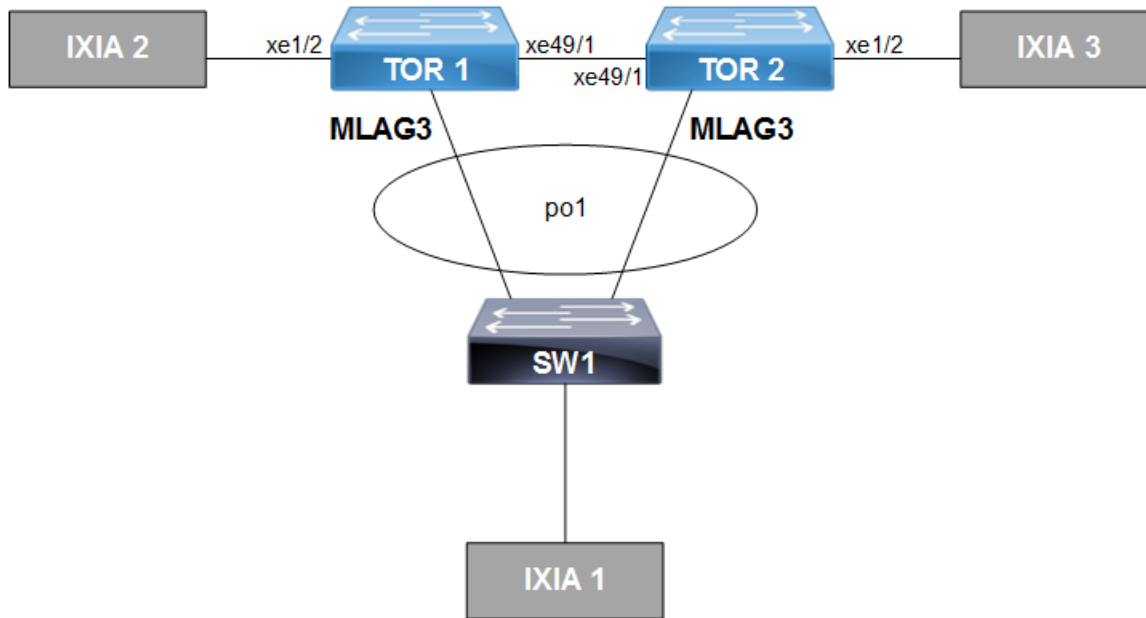 IXIA 2
xe1/2
TOR 1
xe49/1
xe49/1
TOR 2
xe1/2
IXIA 3
MLAG3
MLAG3
po1
SW1
IXIA 1